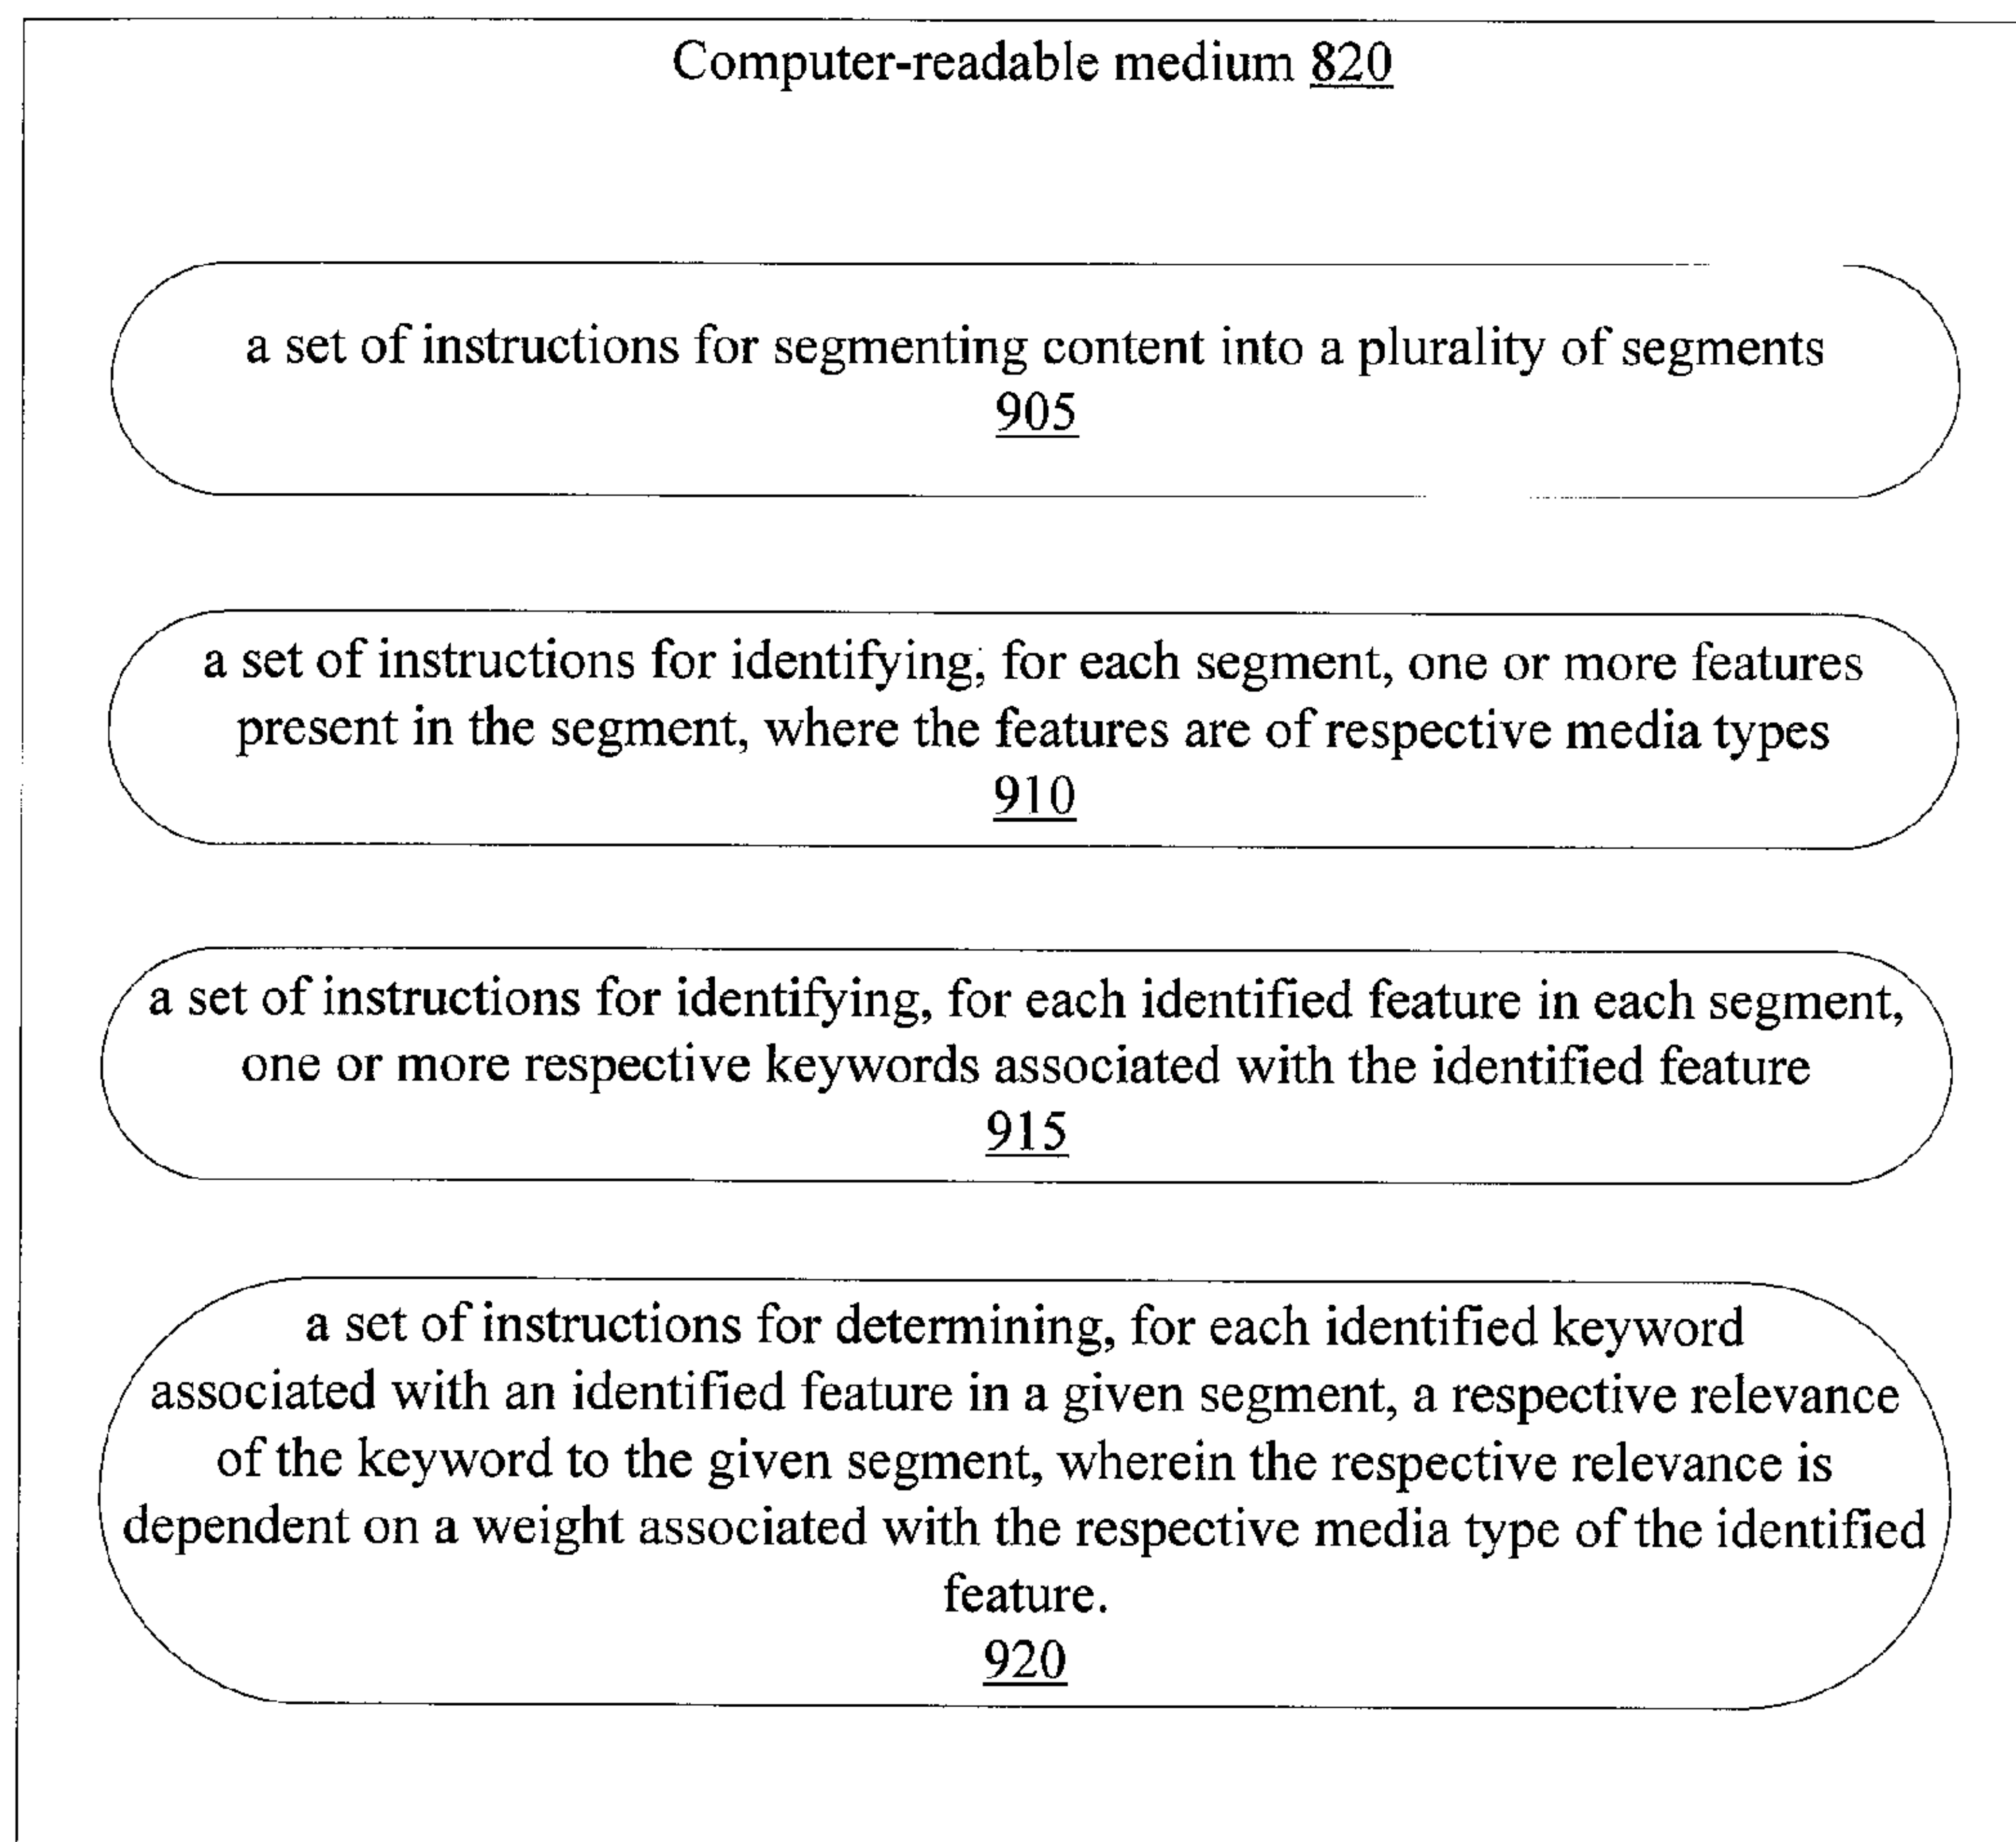 Computer-readable medium 820
a set of instructions for segmenting content into a plurality of segments
905
a set of instructions for identifying, for each segment, one or more features
present in the segment, where the features are of respective media types
910
a set of instructions for identifying, for each identified feature in each segment,
one or more respective keywords associated with the identified feature
915
a set of instructions for determining, for each identified keyword
associated with an identified feature in a given segment, a respective relevance
of the keyword to the given segment, wherein the respective relevance is
dependent on a weight associated with the respective media type of the identified
feature.
920